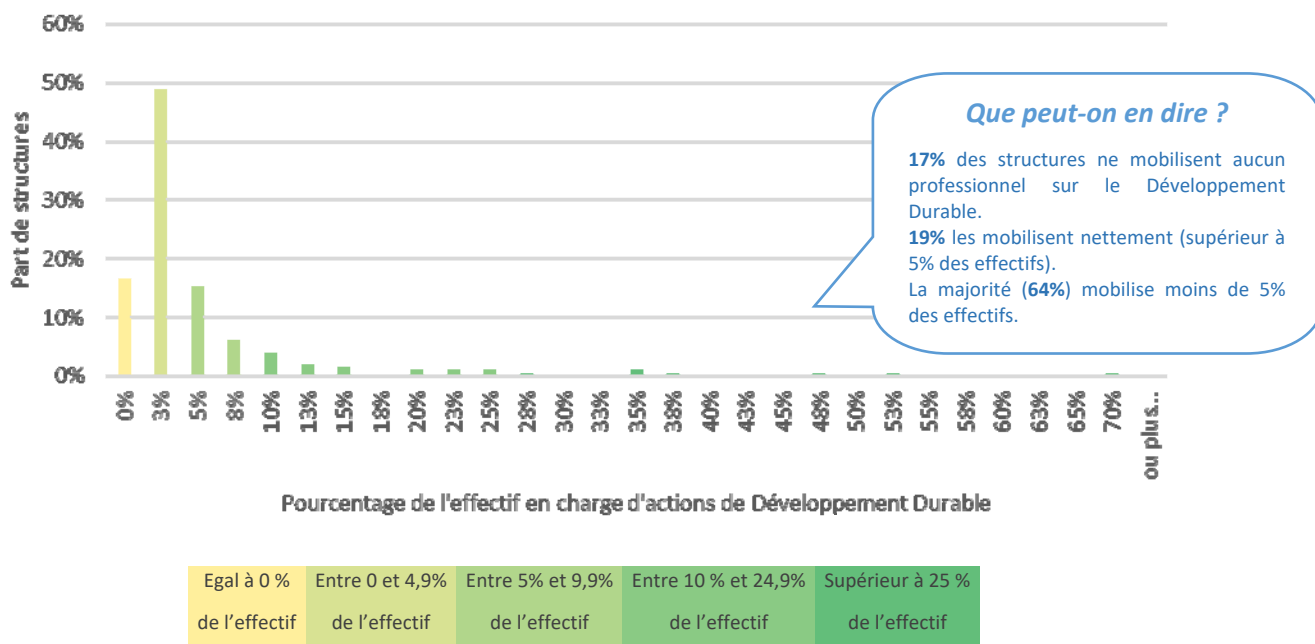 60%
50%
40%
30%
20%
10%
0%
Part de structures
Que peut-on en dire ?
17% des structures ne mobilisent aucun
professionnel sur le Développement
Durable.
19% les mobilisent nettement (supérieur à
5% des effectifs).
La majorité (64%) mobilise moins de 5%
des effectifs.
0% 3% 5% 8% 10% 13% 15% 18% 20% 23% 25% 28% 30% 33% 35% 38% 40% 43% 45% 48% 50% 53% 55% 58% 60% 63% 65% 70% ou plus...
Pourcentage de l'effectif en charge d'actions de Développement Durable
Egal à 0 % Entre 0 et 4,9% Entre 5% et 9,9% Entre 10 % et 24,9% Supérieur à 25 %
de l'effectif de l'effectif de l'effectif de l'effectif de l'effectif